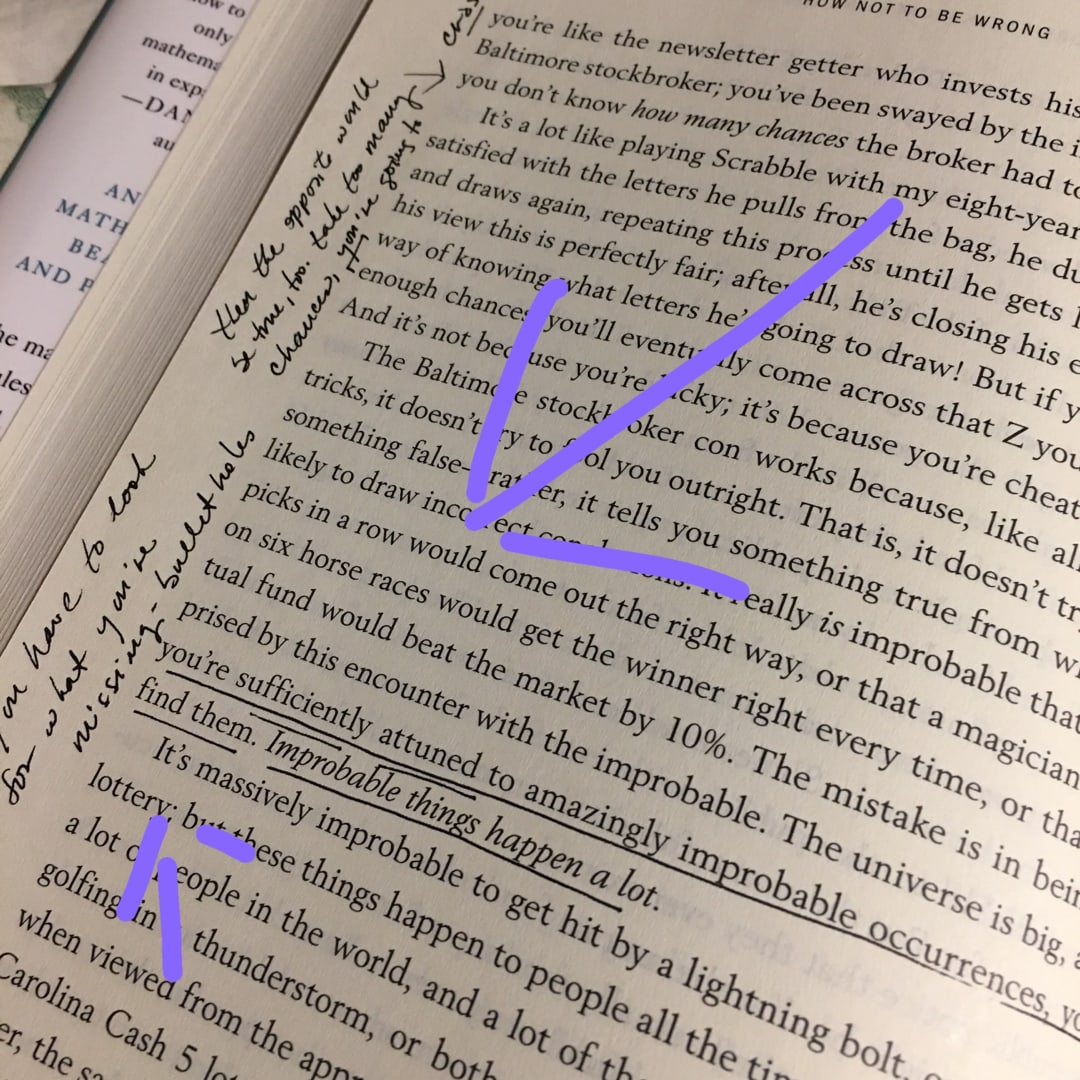 HOW NOT TO BE WRONG
you're like the newsletter getter who invests his
Baltimore stockbroker; you've been swayed by the i
you don't know how many chances the broker had to
It's a lot like playing Scrabble with my eight-year
satisfied with the letters he pulls from the bag, he du
and draws again, repeating this process until he gets l
his view this is perfectly fair; after all, he's closing his e
way of knowing what letters he's going to draw! But if y
enough chances, you'll eventually come across that Z you
And it's not because you're lucky; it's because you're cheat
The Baltimore stockbroker con works because, like al
tricks, it doesn't try to fool you outright. That is, it doesn't tr
something false—rather, it tells you something true from w
likely to draw incorrect conclusions. It really is improbable that
picks in a row would come out the right way, or that a magician
on six horse races would get the winner right every time, or tha
tual fund would beat the market by 10%. The mistake is in bein
prised by this encounter with the improbable. The universe is big, a
you're sufficiently attuned to amazingly improbable occurrences, yo
find them. Improbable things happen a lot.
It's massively improbable to get hit by a lightning bolt,
lottery; but these things happen to people all the tim
a lot of people in the world, and a lot of th
golfing in thunderstorm, or both
when viewed from the app
Carolina Cash 5 lot
er, the sa
then the opposite would
be true, too. take too many
chances, you're going to
you have to look
for what you're
missing - bullet holes
ow to
only
mathema
in exp
—DAN
au
AN
MATH
BEA
AND P
he ma
ules